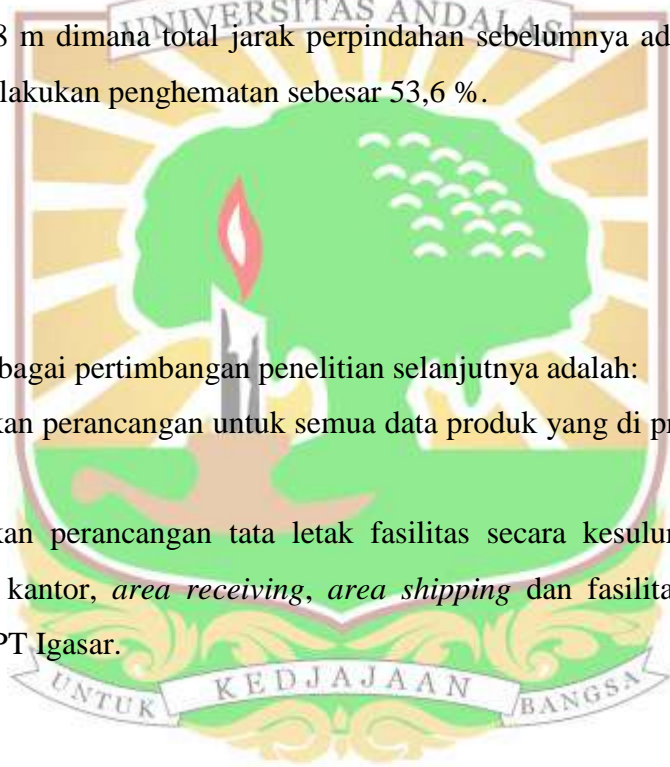 UNIVERSITAS ANDALAS
8 m dimana total jarak perpindahan sebelumnya ad
lakukan penghematan sebesar 53,6 %.
bagai pertimbangan penelitian selanjutnya adalah:
kan perancangan untuk semua data produk yang di pr
kan perancangan tata letak fasilitas secara kesulur
kantor, area receiving, area shipping dan fasilita
PT Igasar.
UNTUK KEDJAJAAN BANGSA